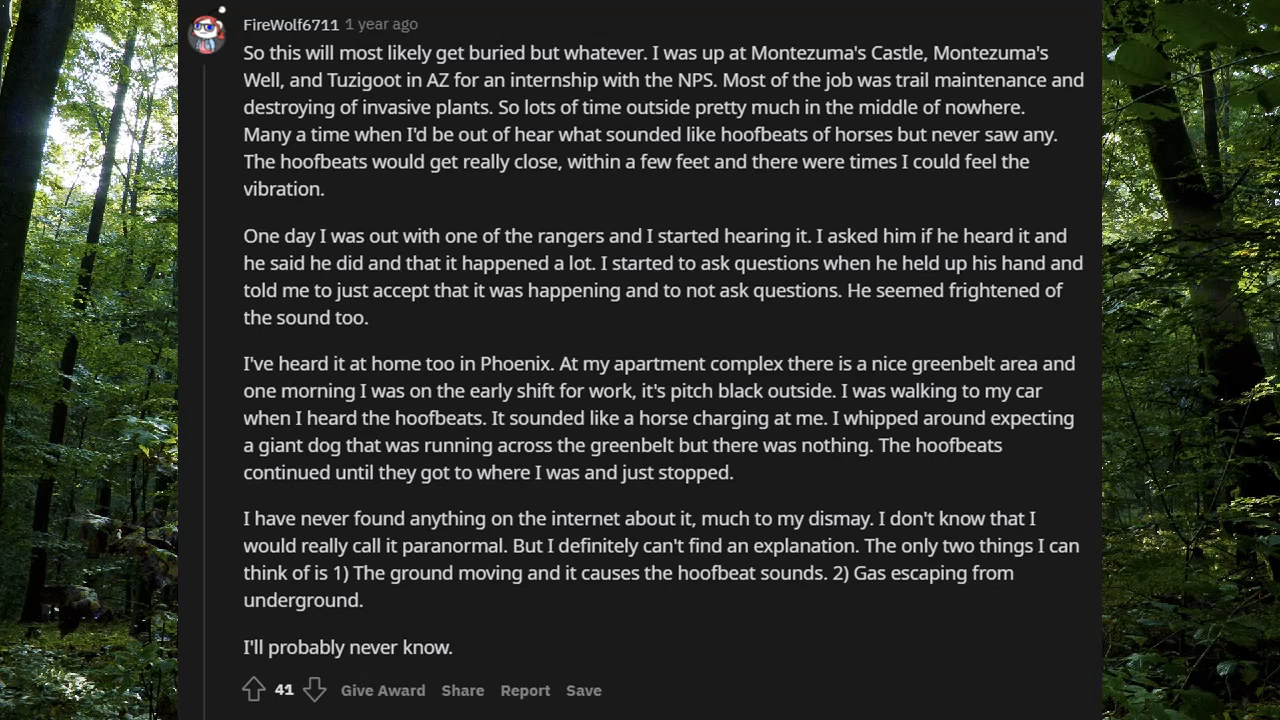 FireWolf6711 1 year ago
So this will most likely get buried but whatever. I was up at Montezuma's Castle, Montezuma's
Well, and Tuzigoot in AZ for an internship with the NPS. Most of the job was trail maintenance and
destroying of invasive plants. So lots of time outside pretty much in the middle of nowhere.
Many a time when I'd be out of hear what sounded like hoofbeats of horses but never saw any.
The hoofbeats would get really close, within a few feet and there were times I could feel the
vibration.
One day I was out with one of the rangers and I started hearing it. I asked him if he heard it and
he said he did and that it happened a lot. I started to ask questions when he held up his hand and
told me to just accept that it was happening and to not ask questions. He seemed frightened of
the sound too.
I've heard it at home too in Phoenix. At my apartment complex there is a nice greenbelt area and
one morning I was on the early shift for work, it's pitch black outside. I was walking to my car
when I heard the hoofbeats. It sounded like a horse charging at me. I whipped around expecting
a giant dog that was running across the greenbelt but there was nothing. The hoofbeats
continued until they got to where I was and just stopped.
I have never found anything on the internet about it, much to my dismay. I don't know that I
would really call it paranormal. But I definitely can't find an explanation. The only two things I can
think of is 1) The ground moving and it causes the hoofbeat sounds. 2) Gas escaping from
underground.
I'll probably never know.
41 Give Award Share Report Save